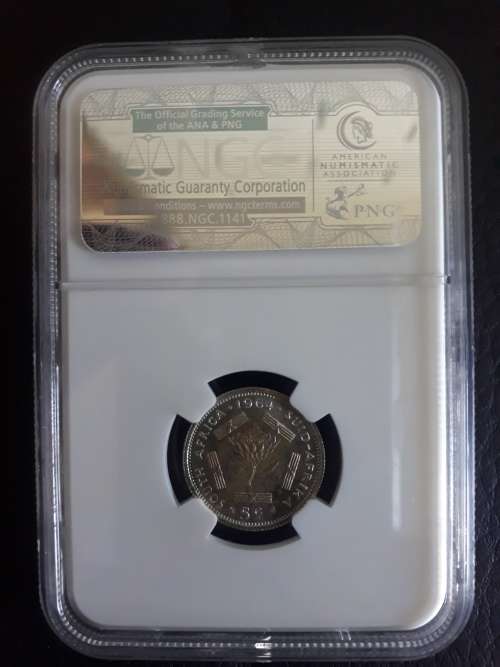 The Official Grading Service
of the ANA & PNG
NGC
Guaranty Corporation
– www.ngcterms.com
888.NGC.1141
AMERICAN
NUMISMATIC
ASSOCIATION
PNG
SOUTH AFRICA · 1964 · SUID-AFRIKA
5c